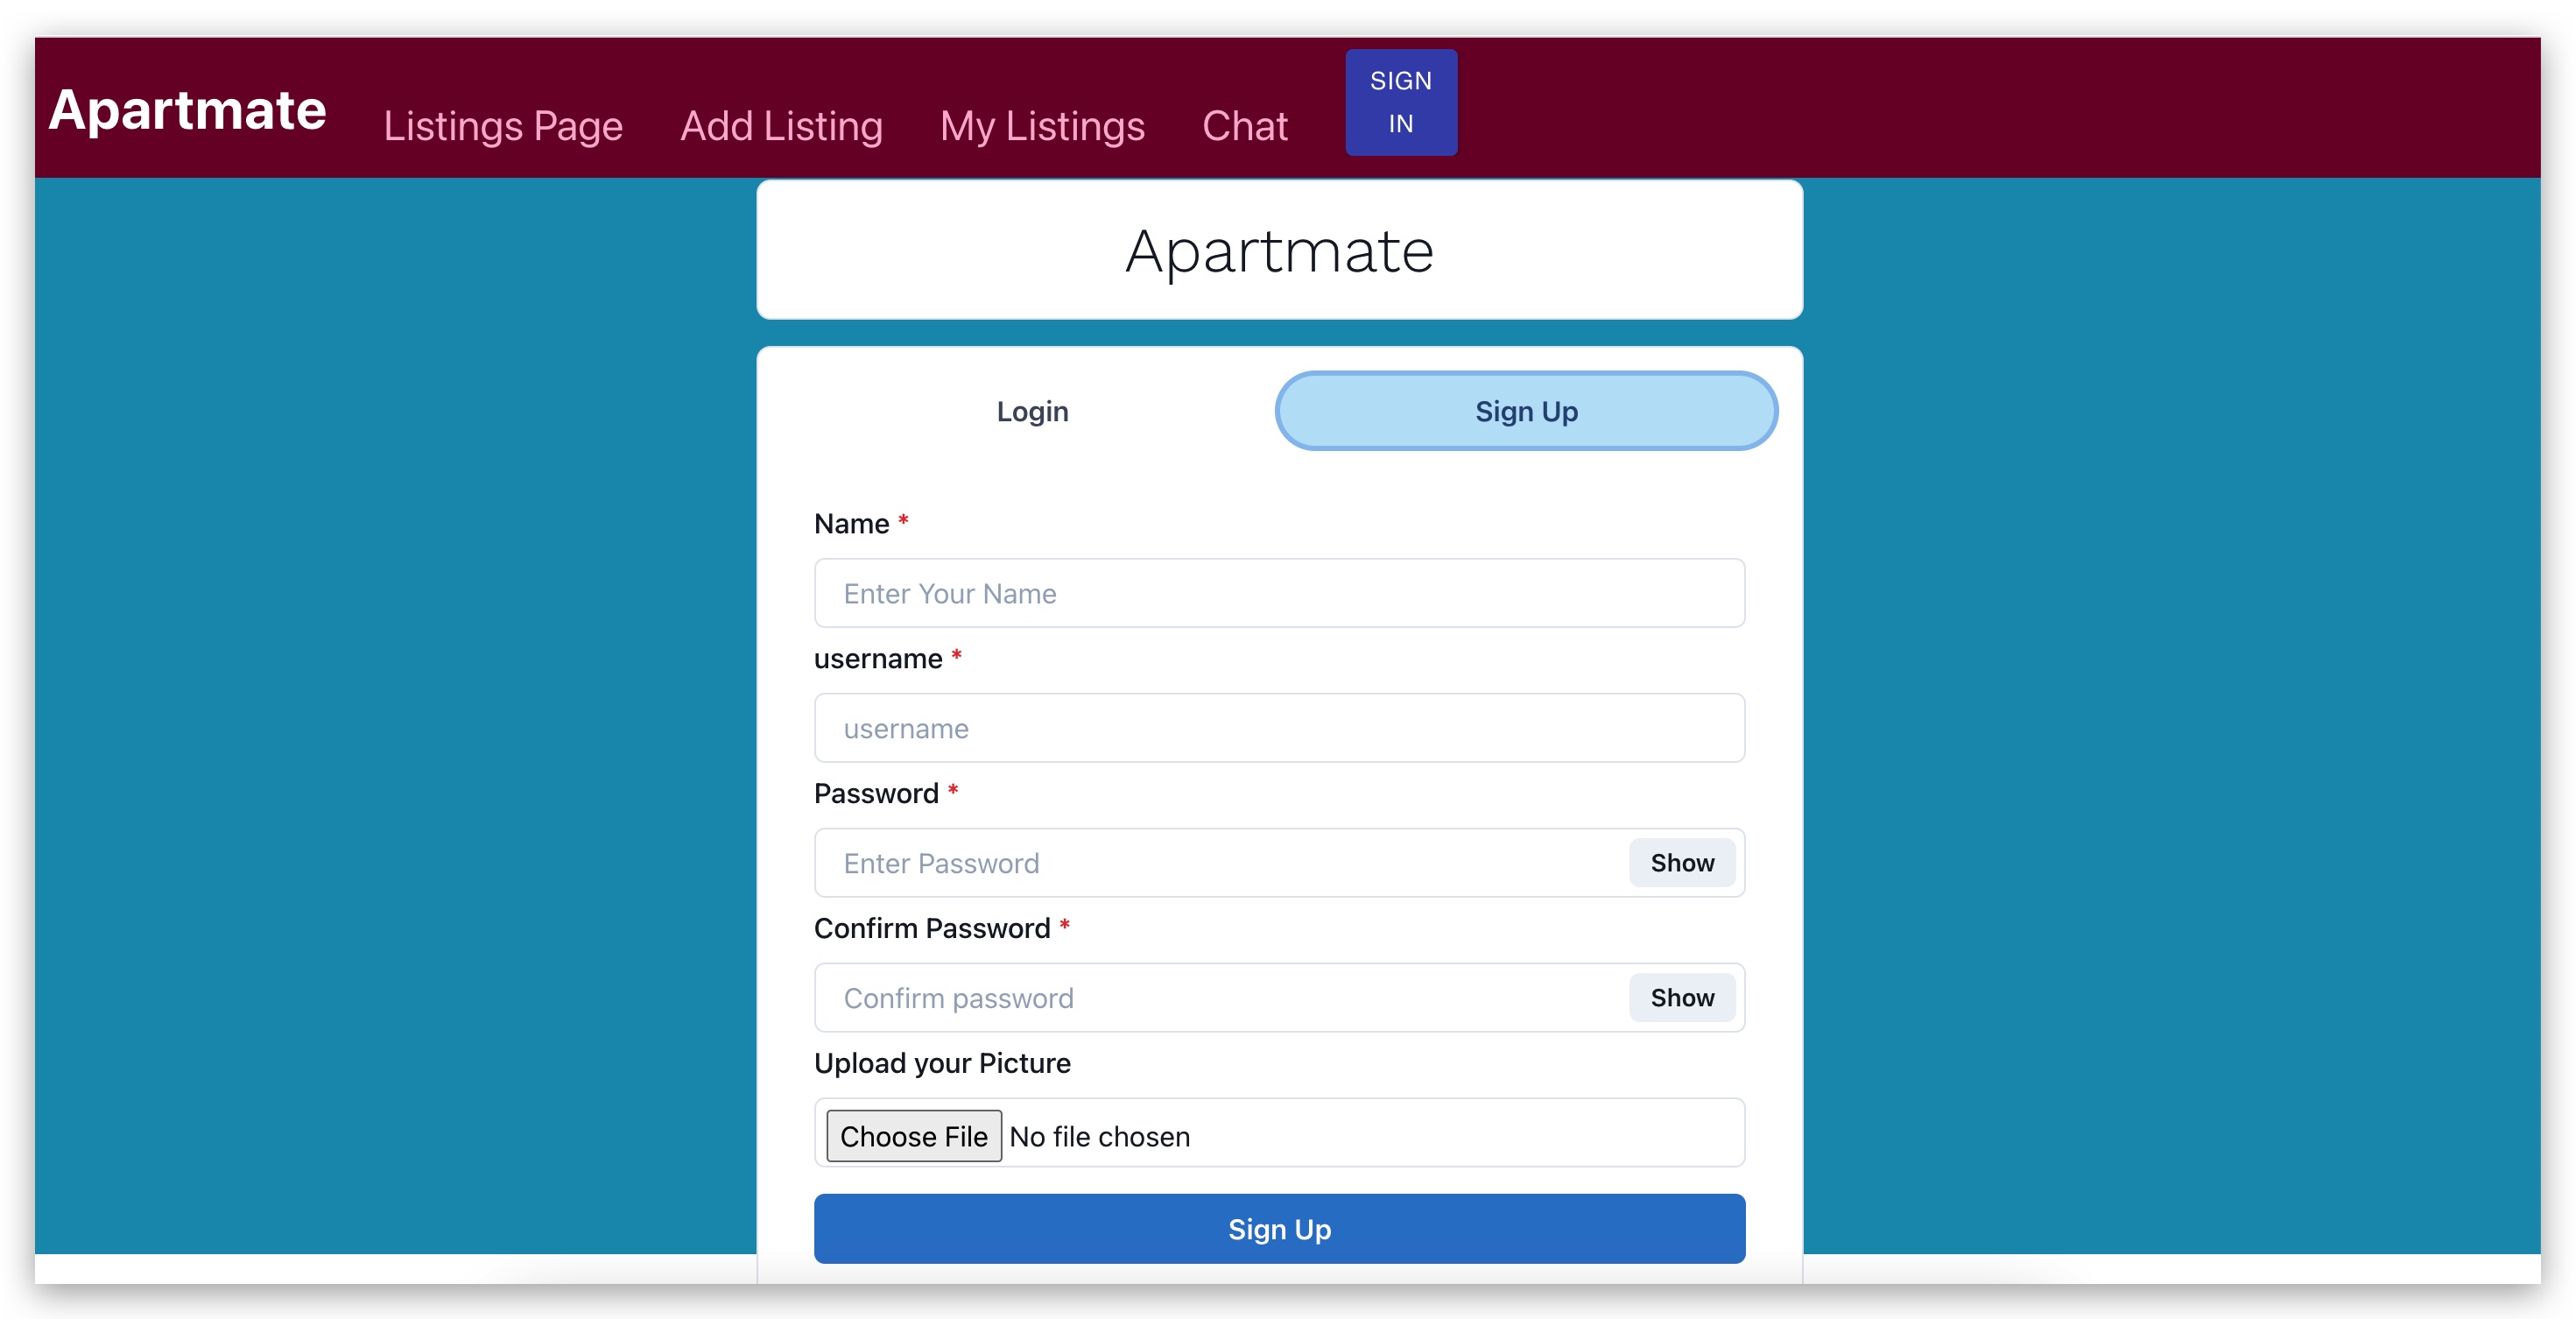 Apartmate
Listings Page
Add Listing
My Listings
Chat
SIGN
IN
Apartmate
Login
Sign Up
Name *
Enter Your Name
username *
username
Password *
Enter Password
Show
Confirm Password *
Confirm password
Show
Upload your Picture
Choose File No file chosen
Sign Up